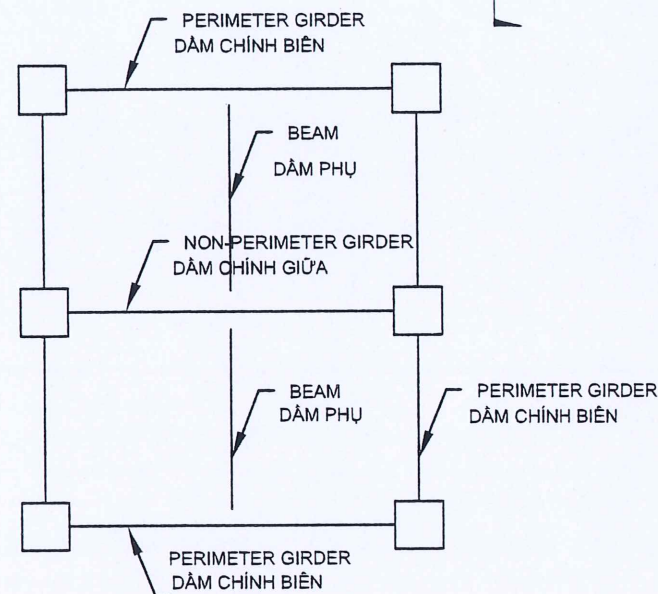 PERIMETER GIRDER
DẦM CHÍNH BIÊN
BEAM
DẦM PHỤ
NON-PERIMETER GIRDER
DẦM CHÍNH GIỮA
BEAM
DẦM PHỤ
PERIMETER GIRDER
DẦM CHÍNH BIÊN
PERIMETER GIRDER
DẦM CHÍNH BIÊN